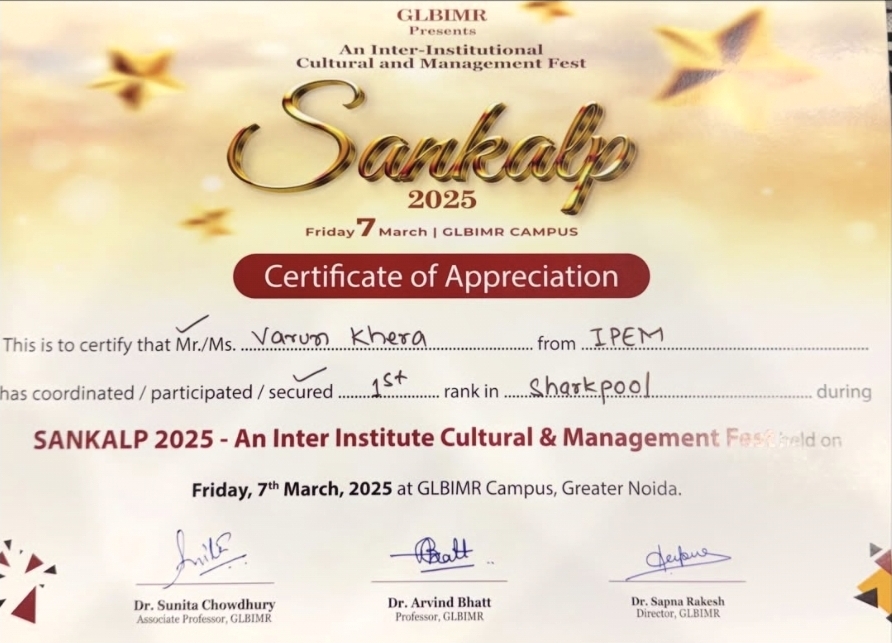 GLBIMR
Presents
An Inter-Institutional
Cultural and Management Fest
Sankalp
2025
Friday 7 March | GLBIMR CAMPUS
Certificate of Appreciation
This is to certify that Mr./Ms. Varun Khera from IPEM
has coordinated / participated / secured 1st rank in Sharkpool during
SANKALP 2025 - An Inter Institute Cultural & Management Fest held on
Friday, 7th March, 2025 at GLBIMR Campus, Greater Noida.
Dr. Sunita Chowdhury
Associate Professor, GLBIMR
Dr. Arvind Bhatt
Professor, GLBIMR
Dr. Sapna Rakesh
Director, GLBIMR